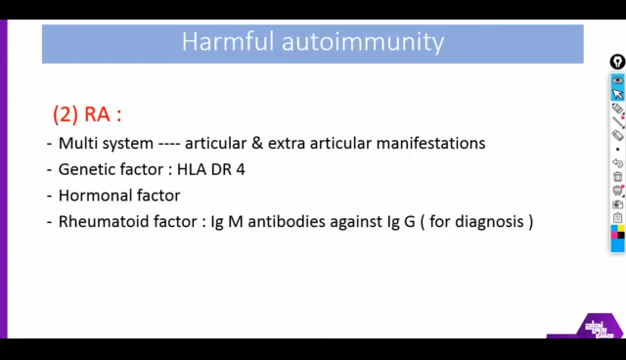 Harmful autoimmunity
(2) RA :
- Multi system ---- articular & extra articular manifestations
- Genetic factor : HLA DR 4
- Hormonal factor
- Rheumatoid factor : Ig M antibodies against Ig G ( for diagnosis )